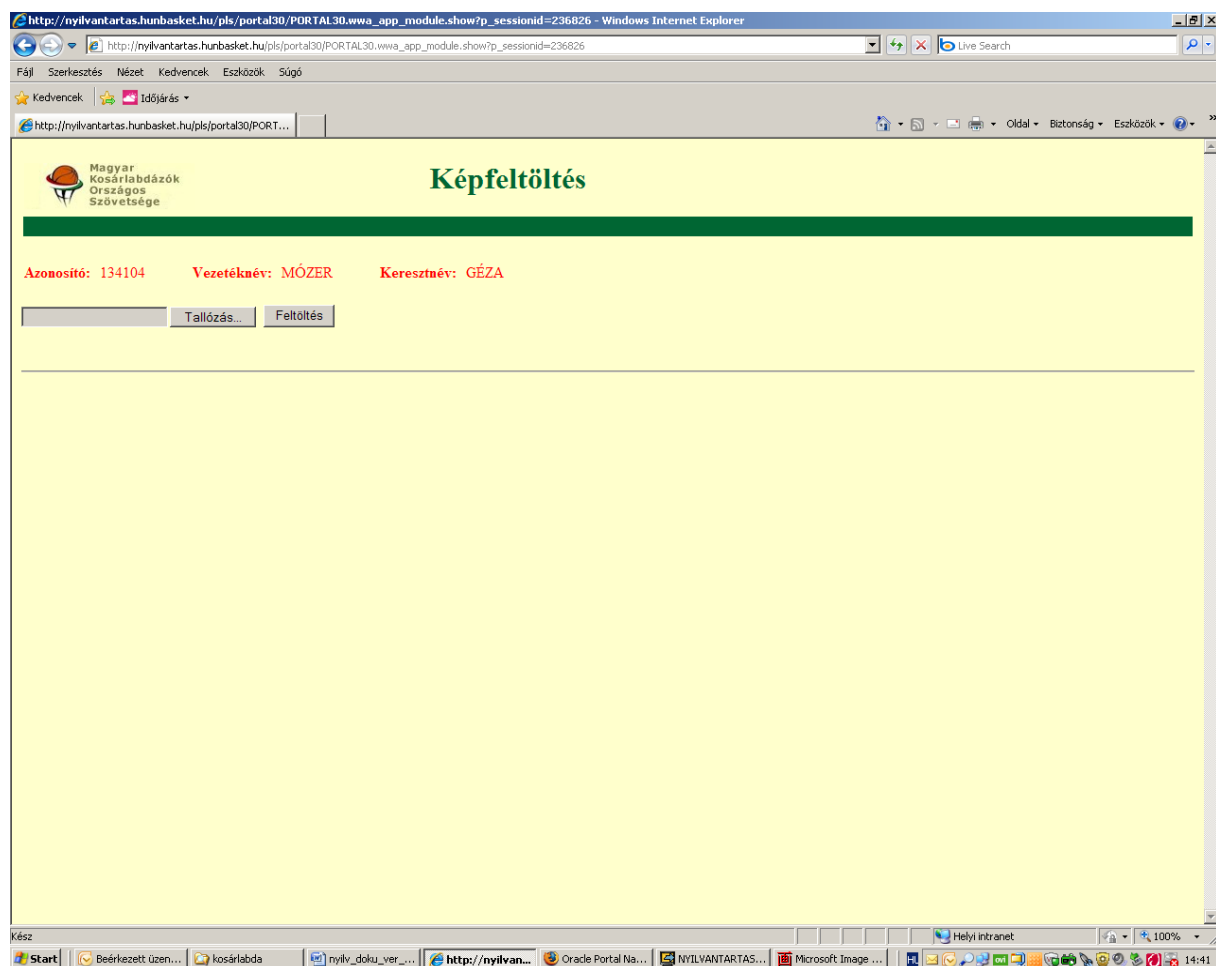 http://nyilvantartas.hunbasket.hu/pls/portal30/PORTAL30.wwa_app_module.show?p_sessionid=236826 - Windows Internet Explorer
http://nyilvantartas.hunbasket.hu/pls/portal30/PORTAL30.wwa_app_module.show?p_sessionid=236826 Live Search
Fájl Szerkesztés Nézet Kedvencek Eszközök Súgó
Kedvencek Időjárás
http://nyilvantartas.hunbasket.hu/pls/portal30/PORT... Oldal Biztonság Eszközök
Magyar
Kosárlabdázók
Országos
Szövetsége
Képfeltöltés
Azonosító: 134104 Vezetéknév: MÓZER Keresztnév: GÉZA
Tallózás... Feltöltés
Kész Helyi intranet 100%
Start Beérkezett üzen... kosárlabda nyilv_doku_ver_... http://nyilvan... Oracle Portal Na... NYILVANTARTAS... Microsoft Image ... HL 14:41